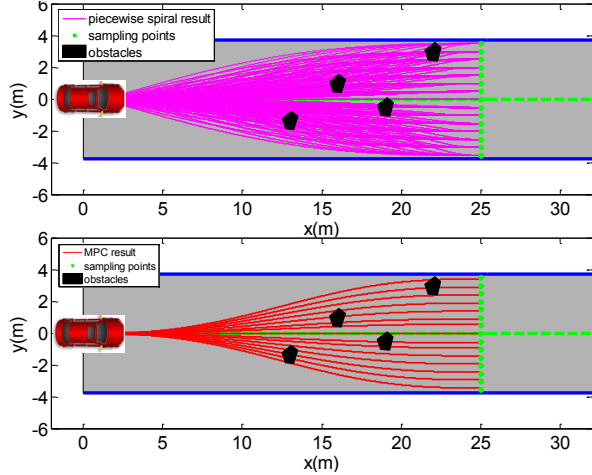 6
piecewise spiral result
sampling points
obstacles
4
2
0
-2
-4
-6
y(m)
0 5 10 15 20 25 30
x(m)
6
MPC result
sampling points
obstacles
4
2
0
-2
-4
-6
y(m)
0 5 10 15 20 25 30
x(m)